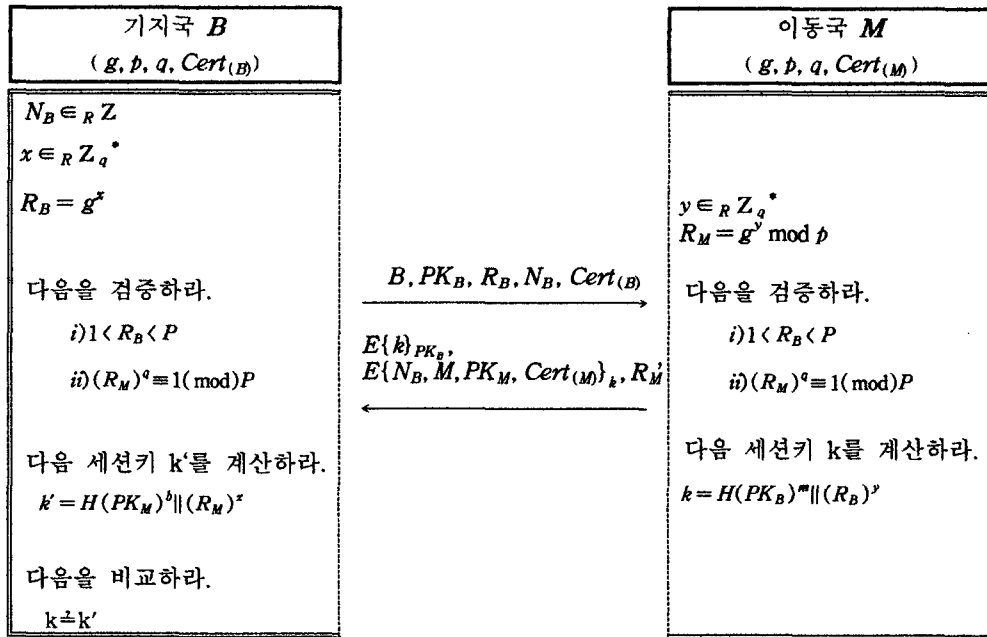 기지국 B
( g, p, q, Cert(B))
N_B ∈ _R Z
x ∈ _R Z_q*
R_B = g^x
다음을 검증하라.
i)1 < R_B < P
ii)(R_M)^q ≡ 1(mod)P
다음 세션키 k‘를 계산하라.
k′ = H(PK_M)^b || (R_M)^x
다음을 비교하라.
k ≟ k′
B, PK_B, R_B, N_B, Cert(B)
E{k}_PK_B,
E{N_B, M, PK_M, Cert(M)}_k, R_M
이동국 M
( g, p, q, Cert(M))
y ∈ _R Z_q*
R_M = g^y mod p
다음을 검증하라.
i)1 < R_B < P
ii)(R_M)^q ≡ 1(mod)P
다음 세션키 k를 계산하라.
k = H(PK_B)^m || (R_B)^y